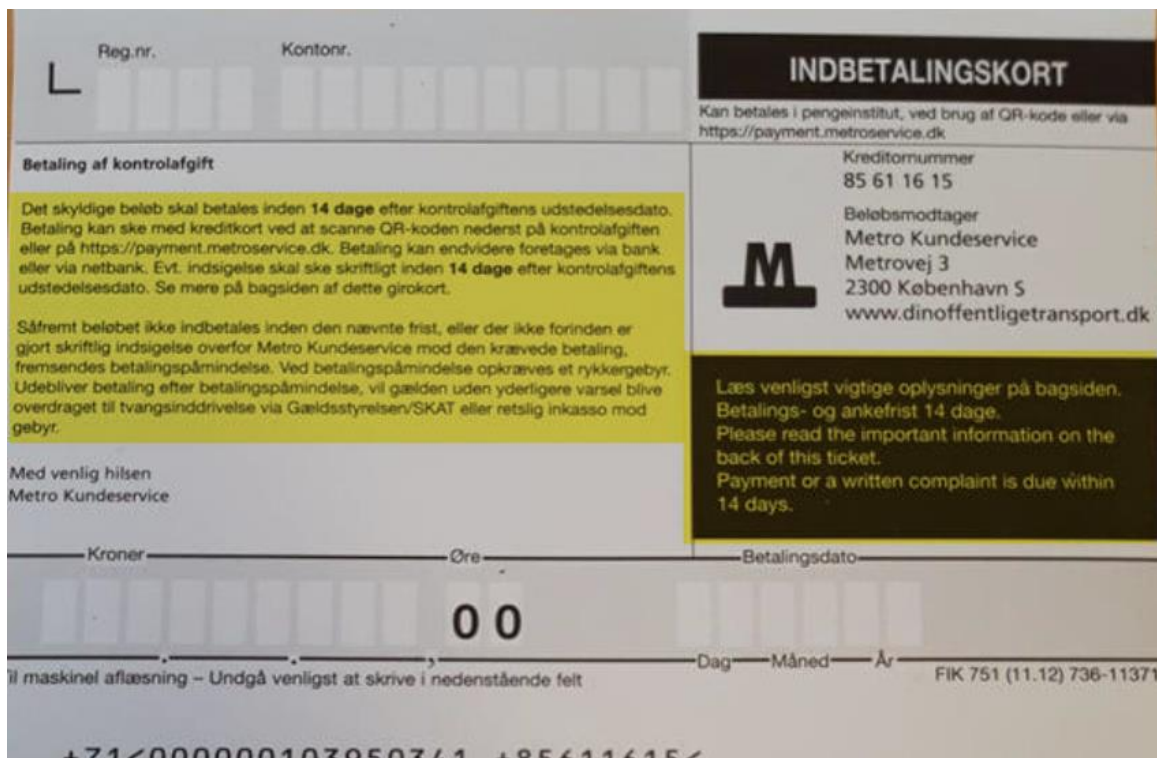 Reg.nr. Kontonr.
INDBETALINGSKORT
Kan betales i pengeinstitut, ved brug af QR-kode eller via
https://payment.metroservice.dk
Betaling af kontrolafgift
Det skyldige beløb skal betales inden 14 dage efter kontrolafgiftens udstedelsesdato.
Betaling kan ske med kreditkort ved at scanne QR-koden nederst på kontrolafgiften
eller på https://payment.metroservice.dk. Betaling kan endvidere foretages via bank
eller via netbank. Evt. indsigelse skal ske skriftligt inden 14 dage efter kontrolafgiftens
udstedelsesdato. Se mere på bagsiden af dette girokort.
Såfremt beløbet ikke indbetales inden den nævnte frist, eller der ikke forinden er
gjort skriftlig indsigelse overfor Metro Kundeservice mod den krævede betaling,
fremsendes betalingspåmindelse. Ved betalingspåmindelse opkræves et rykkergebyr.
Udebliver betaling efter betalingspåmindelse, vil gælden uden yderligere varsel blive
overdraget til tvangsinddrivelse via Gældsstyrelsen/SKAT eller retslig inkasso mod
gebyr.
Med venlig hilsen
Metro Kundeservice
Kreditornummer
85 61 16 15
Beløbsmodtager
M
Metro Kundeservice
Metrovej 3
2300 København S
www.dinoffentligetransport.dk
Læs venligst vigtige oplysninger på bagsiden.
Betalings- og ankefrist 14 dage.
Please read the important information on the
back of this ticket.
Payment or a written complaint is due within
14 days.
Kroner Øre Betalingsdato
00
Dag Måned År
il maskinel aflæsning – Undgå venligst at skrive i nedenstående felt
FIK 751 (11.12) 736-11371